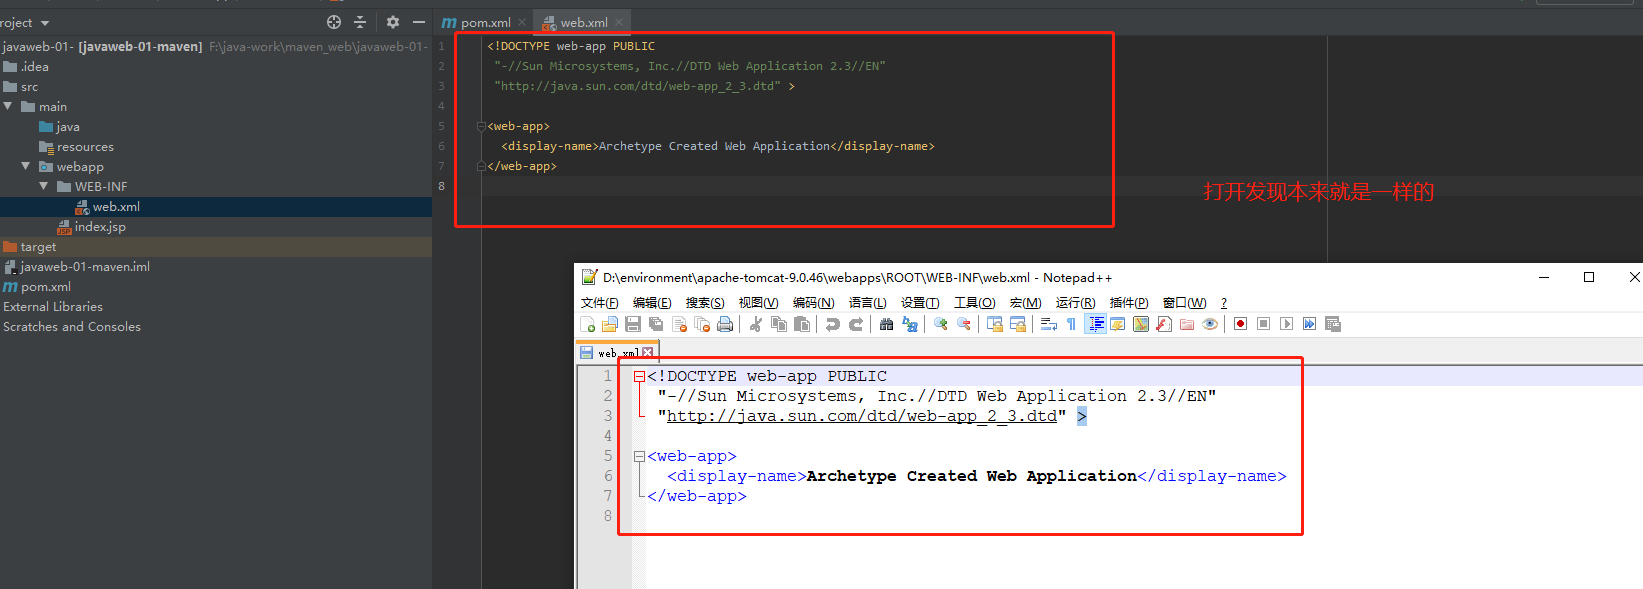 roject
javaweb-01- [javaweb-01-maven] F:\java-work\maven_web\javaweb-01-
.idea
src
main
java
resources
webapp
WEB-INF
web.xml
index.jsp
target
javaweb-01-maven.iml
pom.xml
External Libraries
Scratches and Consoles
pom.xml web.xml
1 <!DOCTYPE web-app PUBLIC
2 "-//Sun Microsystems, Inc.//DTD Web Application 2.3//EN"
3 "http://java.sun.com/dtd/web-app_2_3.dtd" >
4
5 <web-app>
6 <display-name>Archetype Created Web Application</display-name>
7 </web-app>
8
打开发现本来就是一样的
D:\environment\apache-tomcat-9.0.46\webapps\ROOT\WEB-INF\web.xml - Notepad++
文件(F) 编辑(E) 搜索(S) 视图(V) 编码(N) 语言(L) 设置(T) 工具(O) 宏(M) 运行(R) 插件(P) 窗口(W) ?
web.xml
1 <!DOCTYPE web-app PUBLIC
2 "-//Sun Microsystems, Inc.//DTD Web Application 2.3//EN"
3 "http://java.sun.com/dtd/web-app_2_3.dtd" >
4
5 <web-app>
6 <display-name>Archetype Created Web Application</display-name>
7 </web-app>
8